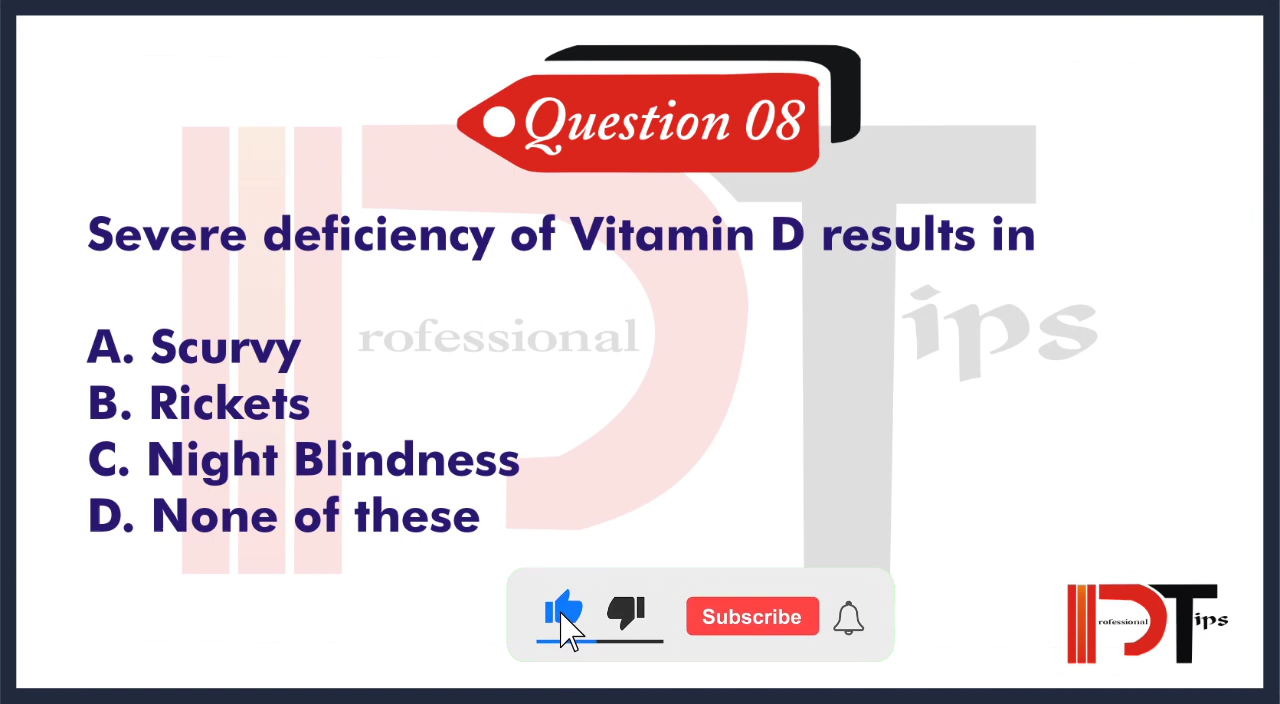 Question 08
Severe deficiency of Vitamin D results in
rofessional
ips
A. Scurvy
B. Rickets
C. Night Blindness
D. None of these
Subscribe
PT
rofessional
ips